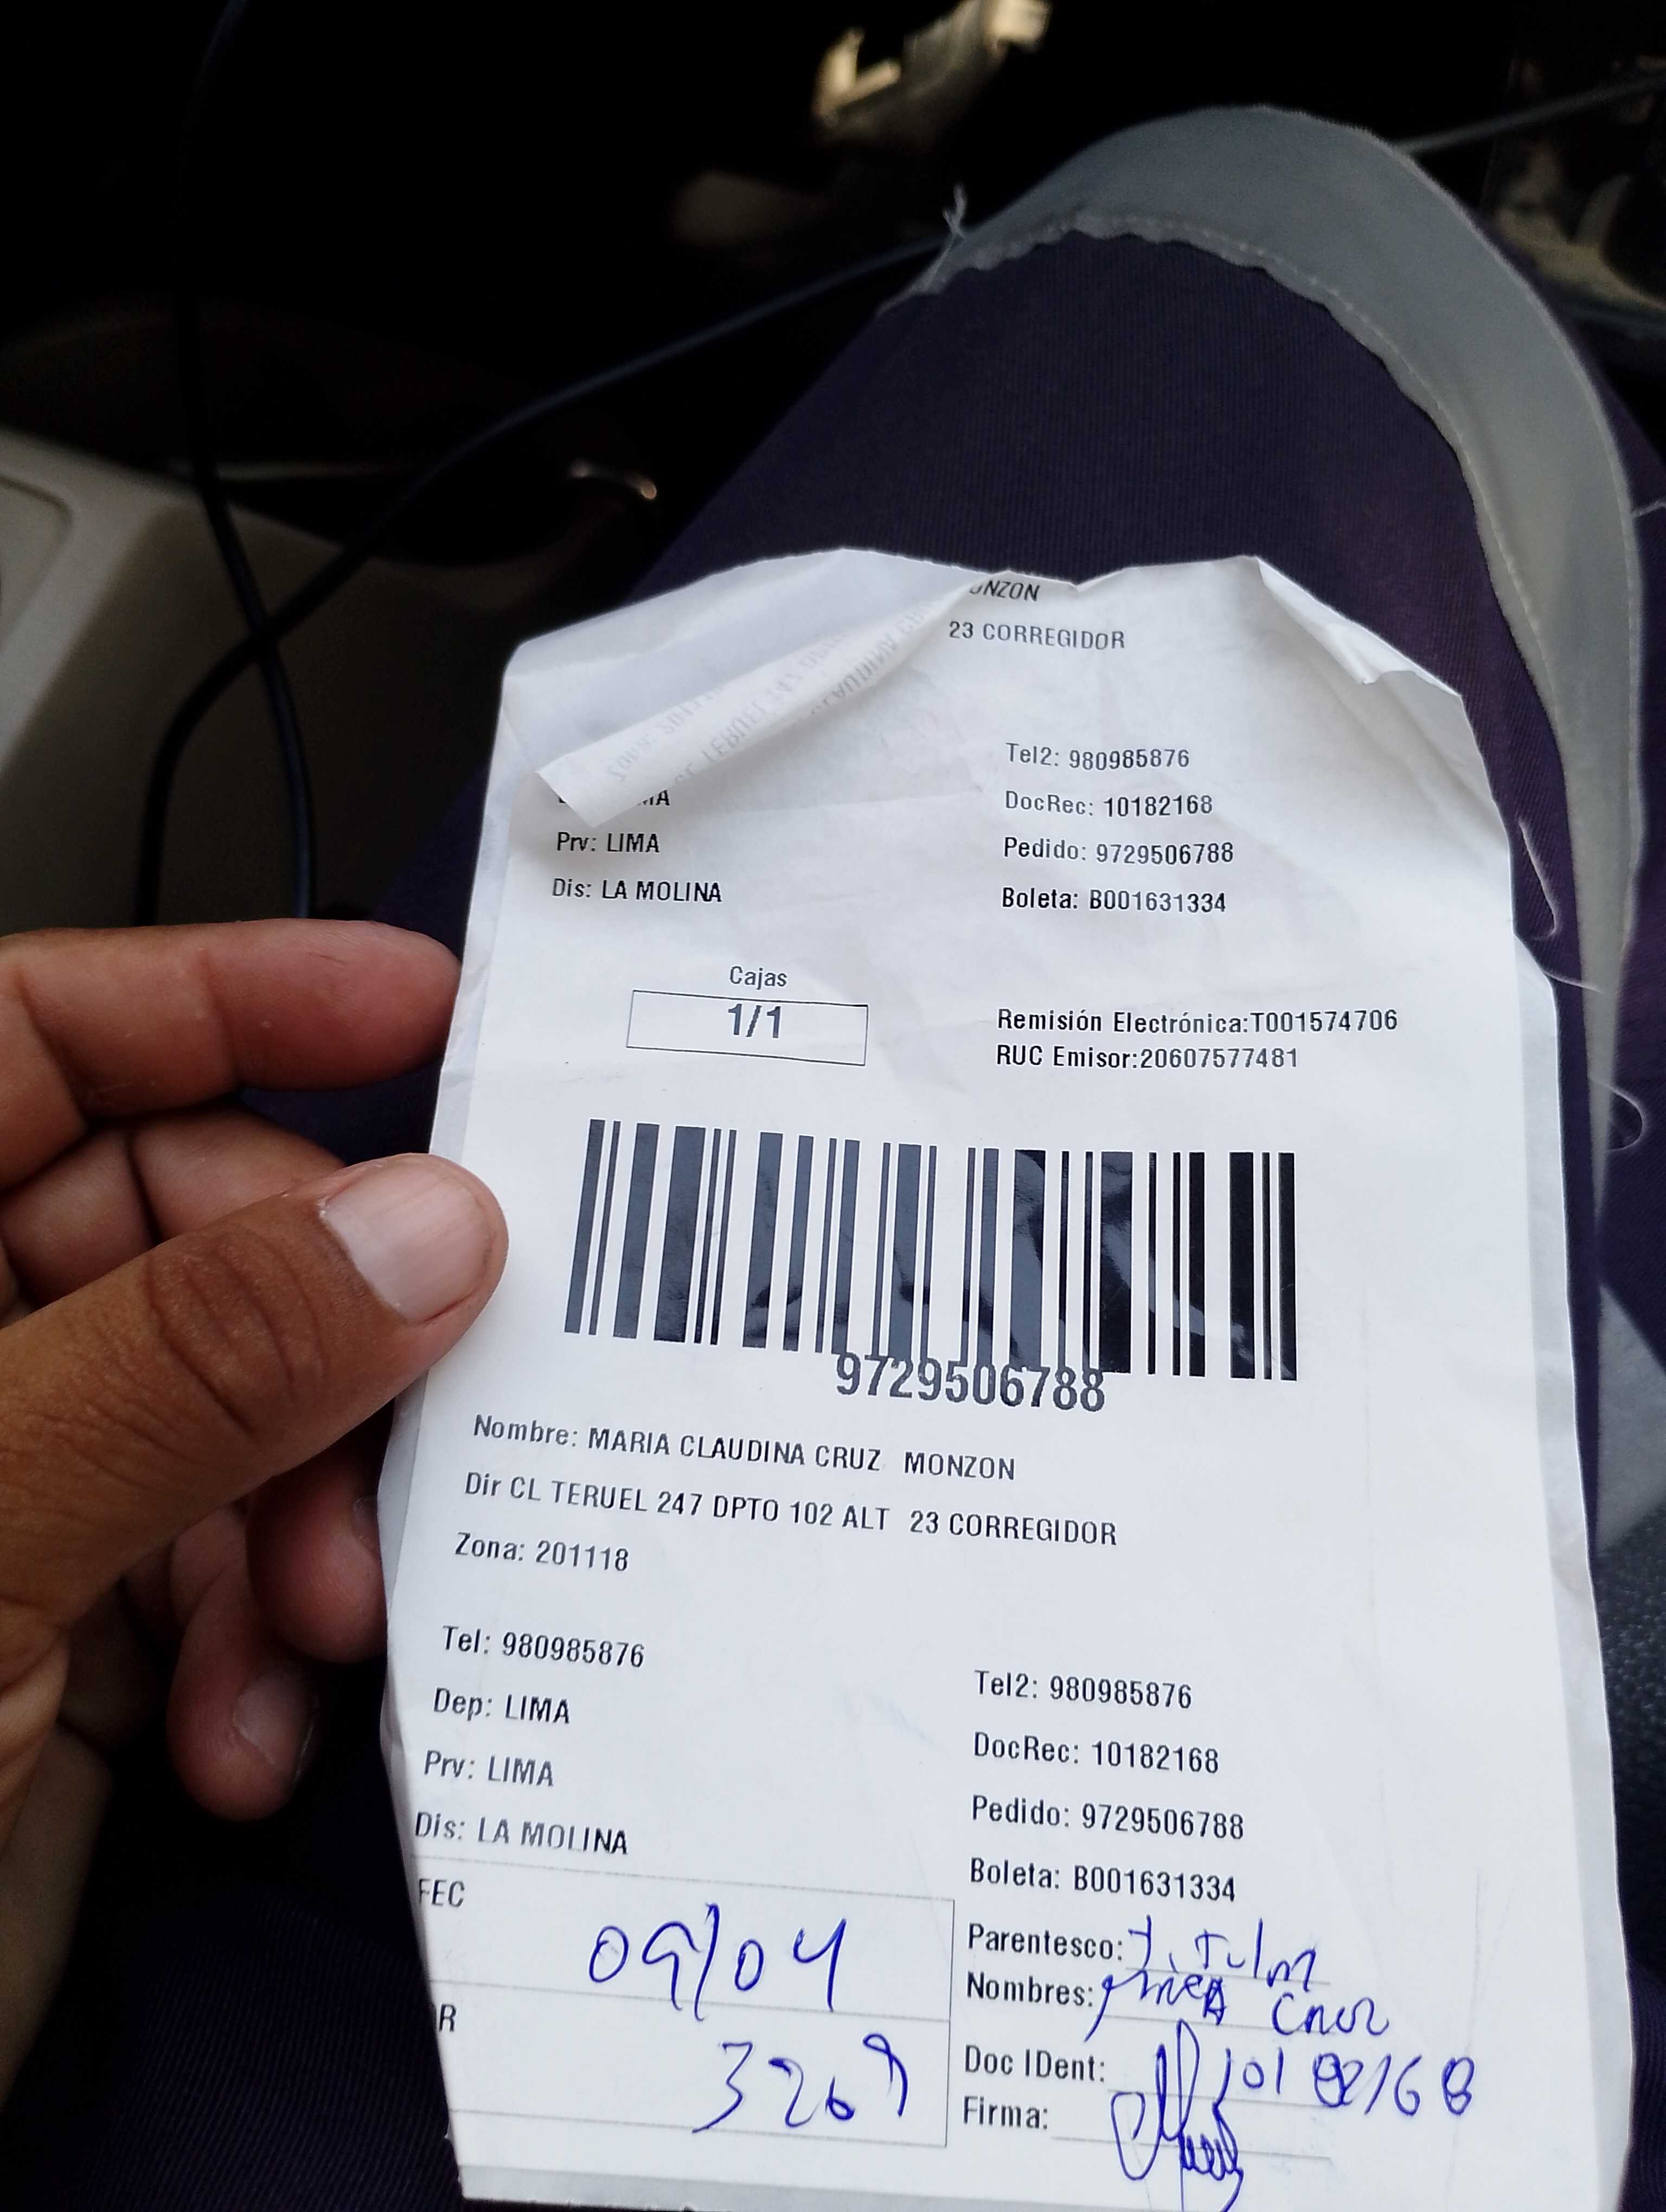 ONZON
23 CORREGIDOR
Tel2: 980985876
DocRec: 10182168
Prv: LIMA
Pedido: 9729506788
Dis: LA MOLINA
Boleta: B001631334
Cajas
1/1
Remisión Electrónica:T001574706
RUC Emisor:20607577481
9729506788
Nombre: MARIA CLAUDINA CRUZ MONZON
Dir CL TERUEL 247 DPTO 102 ALT 23 CORREGIDOR
Zona: 201118
Tel: 980985876
Tel2: 980985876
Dep: LIMA
DocRec: 10182168
Prv: LIMA
Pedido: 9729506788
Dis: LA MOLINA
Boleta: B001631334
FEC
09/04
Parentesco:
Nombres: Cruz
R
Doc IDent: 10182168
Firma: